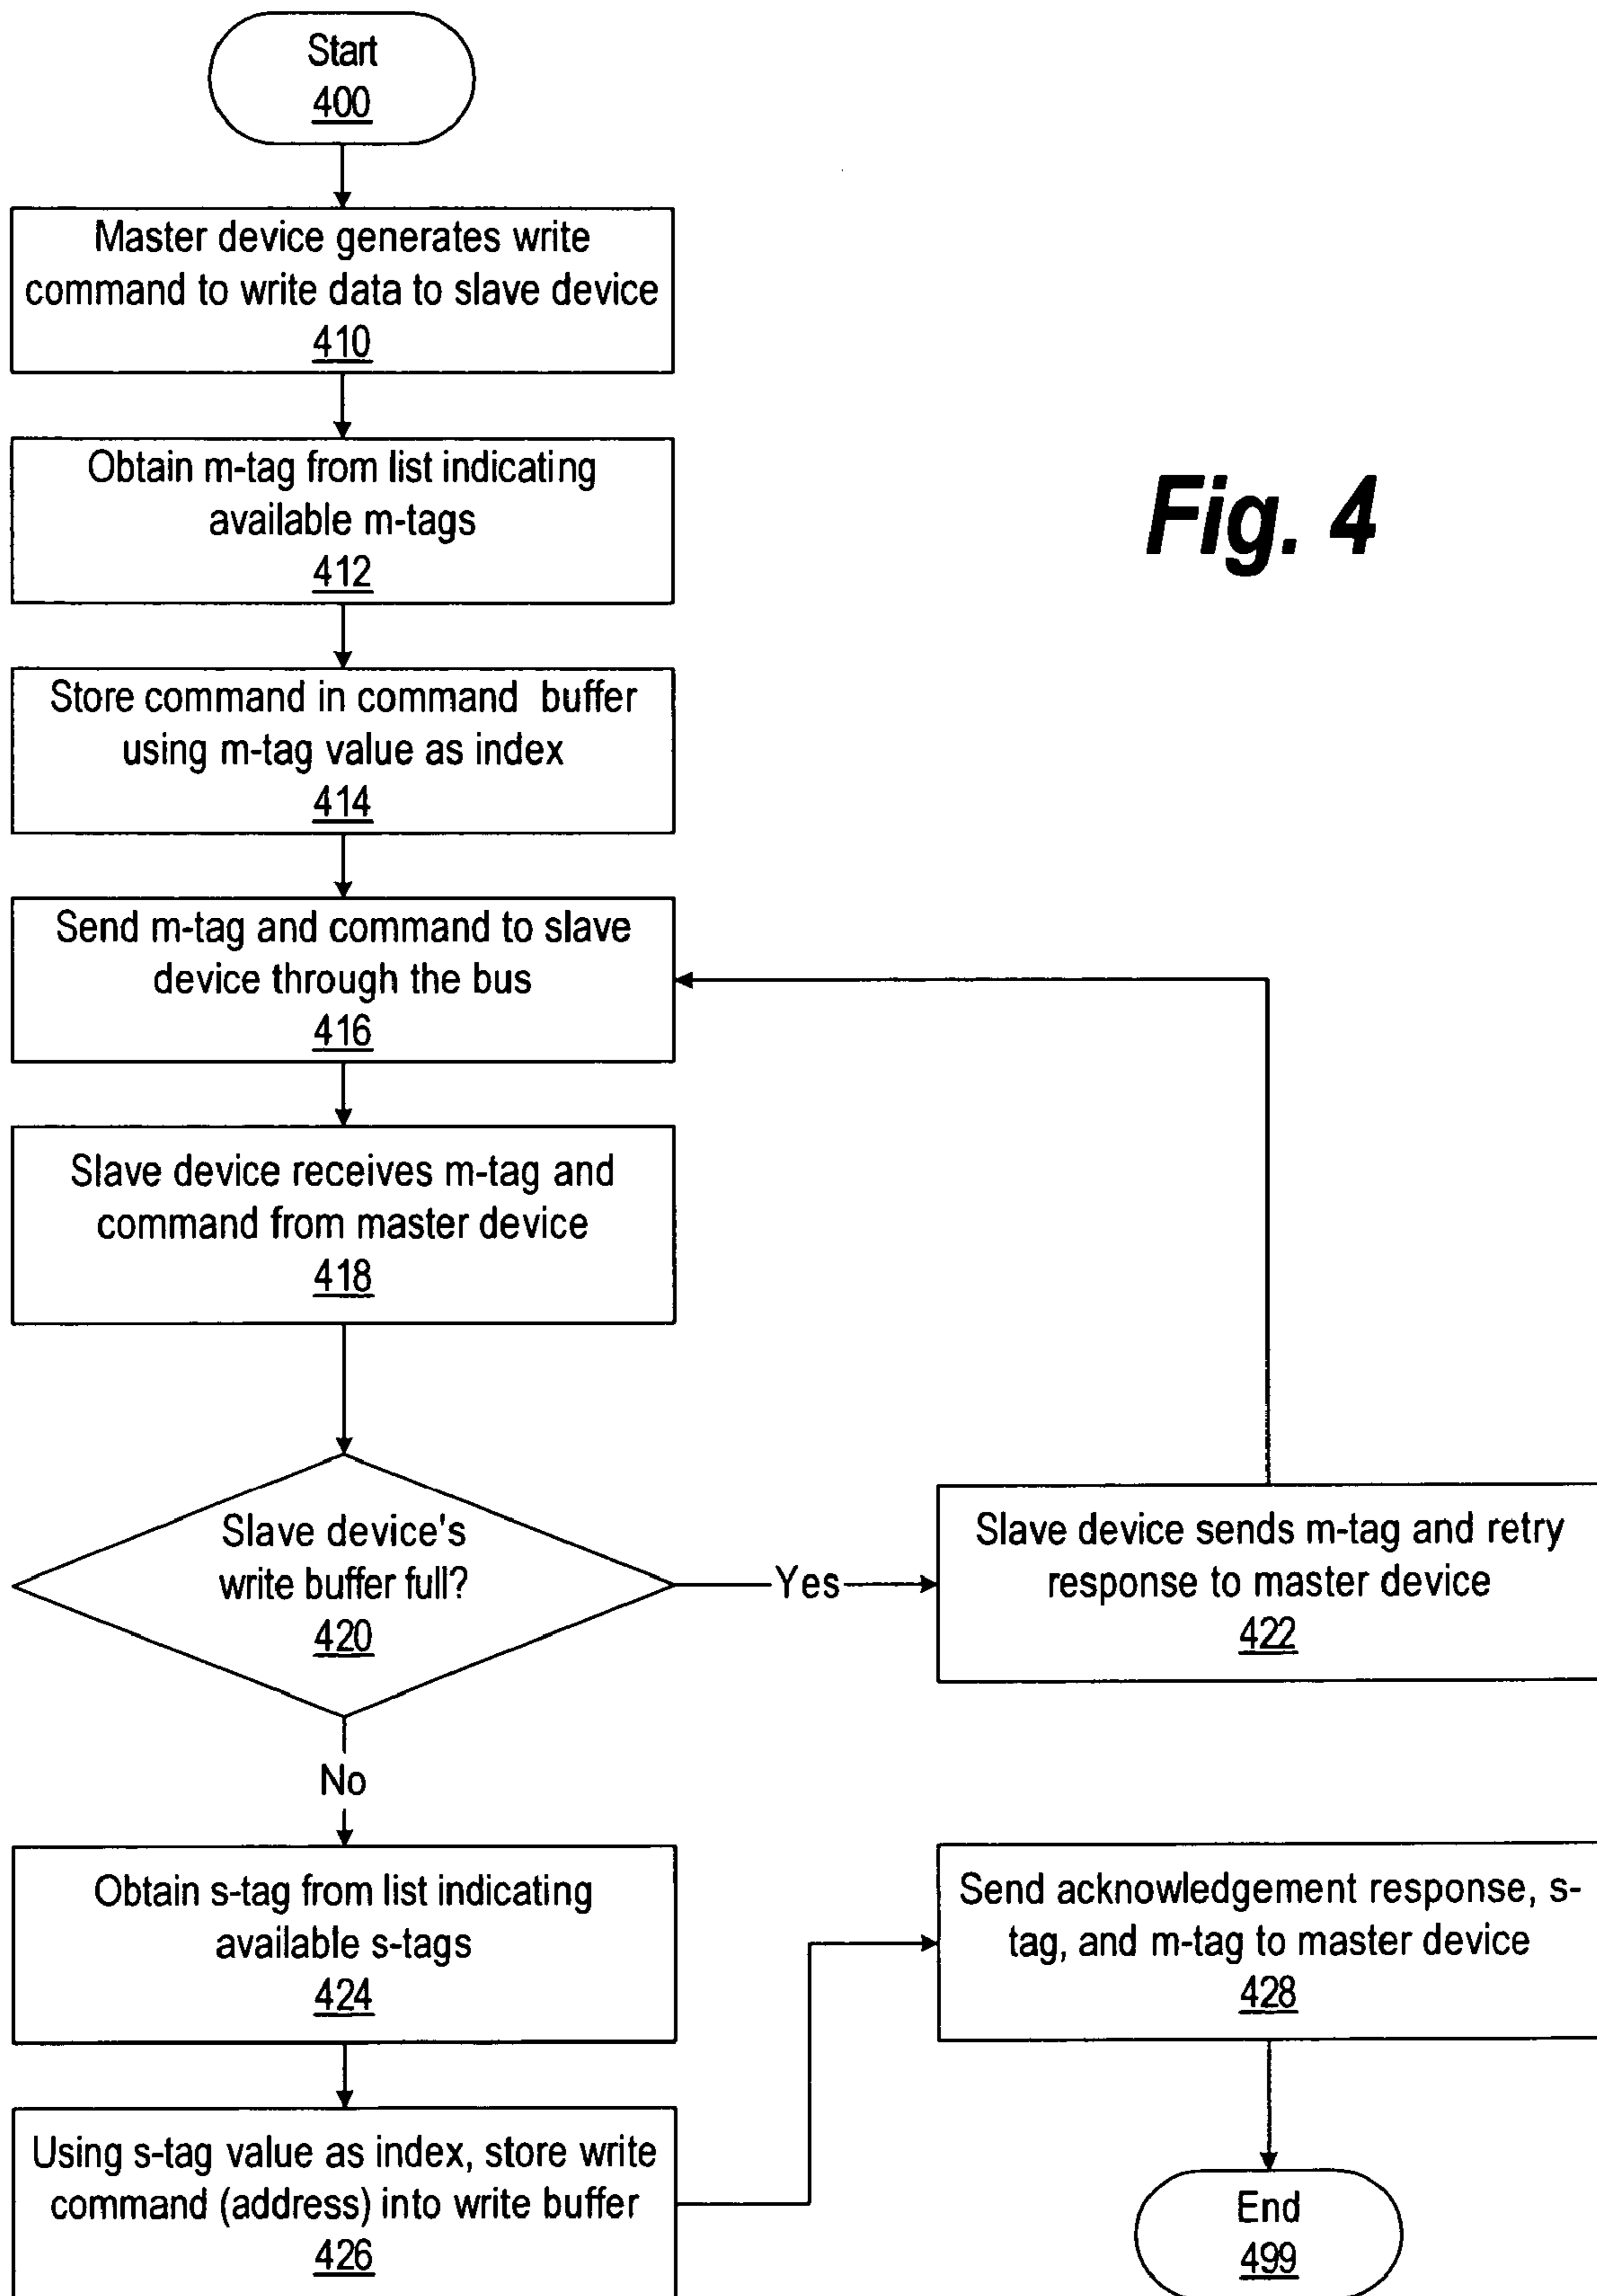 Start
400
Master device generates write
command to write data to slave device
410
Obtain m-tag from list indicating
available m-tags
412
Fig. 4
Store command in command buffer
using m-tag value as index
414
Send m-tag and command to slave
device through the bus
416
Slave device receives m-tag and
command from master device
418
Slave device's
write buffer full?
420
Yes
Slave device sends m-tag and retry
response to master device
422
No
Obtain s-tag from list indicating
available s-tags
424
Using s-tag value as index, store write
command (address) into write buffer
426
Send acknowledgement response, s-
tag, and m-tag to master device
428
End
499